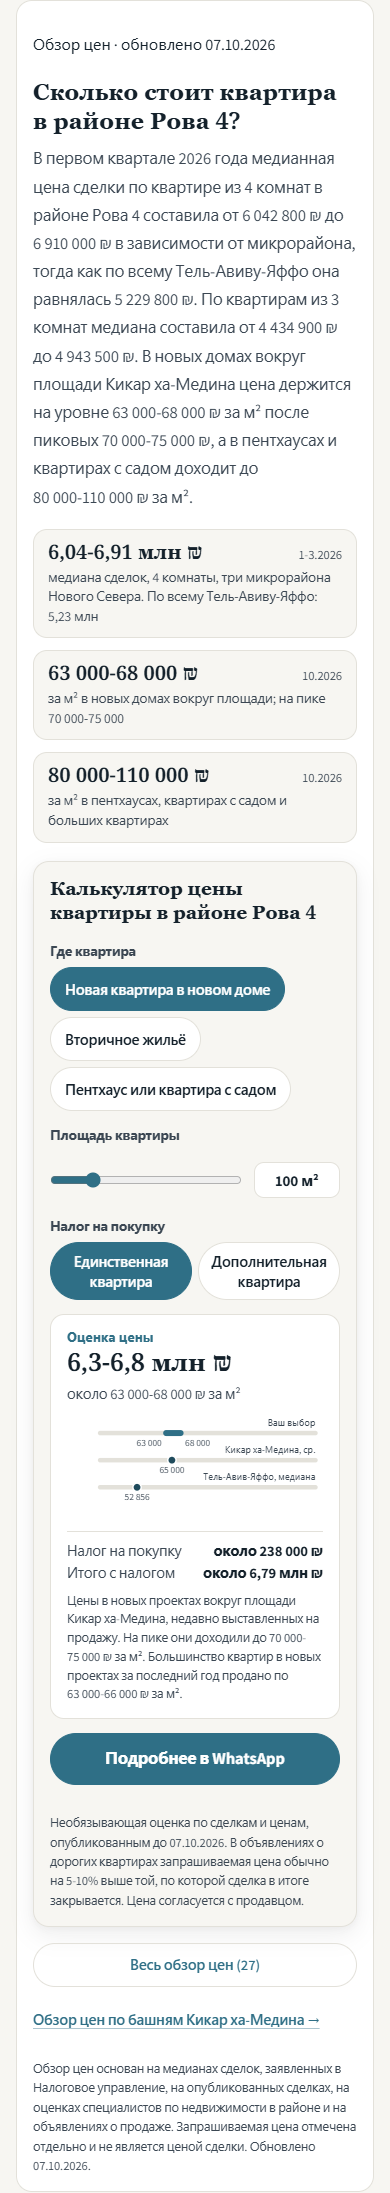 Обзор цен · обновлено 07.10.2026
Сколько стоит квартира
в районе Рова 4?
В первом квартале 2026 года медианная
цена сделки по квартире из 4 комнат в
районе Рова 4 составила от 6 042 800 ₪ до
6 910 000 ₪ в зависимости от микрорайона,
тогда как по всему Тель-Авиву-Яффо она
равнялась 5 229 800 ₪. По квартирам из 3
комнат медиана составила от 4 434 900 ₪
до 4 943 500 ₪. В новых домах вокруг
площади Кикар ха-Медина цена держится
на уровне 63 000-68 000 ₪ за м² после
пиковых 70 000-75 000 ₪, а в пентхаусах и
квартирах с садом доходит до
80 000-110 000 ₪ за м².
6,04-6,91 млн ₪
1-3.2026
медиана сделок, 4 комнаты, три микрорайона
Нового Севера. По всему Тель-Авиву-Яффо:
5,23 млн
63 000-68 000 ₪
10.2026
за м² в новых домах вокруг площади; на пике
70 000-75 000
80 000-110 000 ₪
10.2026
за м² в пентхаусах, квартирах с садом и
больших квартирах
Калькулятор цены
квартиры в районе Рова 4
Где квартира
Новая квартира в новом доме
Вторичное жильё
Пентхаус или квартира с садом
Площадь квартиры
100 м²
Налог на покупку
Единственная
квартира
Дополнительная
квартира
Оценка цены
6,3-6,8 млн ₪
около 63 000-68 000 ₪ за м²
Ваш выбор
63 000 68 000
Кикар ха-Медина, ср.
65 000
Тель-Авив-Яффо, медиана
52 856
Налог на покупку около 238 000 ₪
Итого с налогом около 6,79 млн ₪
Цены в новых проектах вокруг площади
Кикар ха-Медина, недавно выставленных на
продажу. На пике они доходили до 70 000-
75 000 ₪ за м². Большинство квартир в новых
проектах за последний год продано по
63 000-66 000 ₪ за м².
Подробнее в WhatsApp
Необязывающая оценка по сделкам и ценам,
опубликованным до 07.10.2026. В объявлениях о
дорогих квартирах запрашиваемая цена обычно
на 5-10% выше той, по которой сделка в итоге
закрывается. Цена согласуется с продавцом.
Весь обзор цен (27)
Обзор цен по башням Кикар ха-Медина →
Обзор цен основан на медианах сделок, заявленных в
Налоговое управление, на опубликованных сделках, на
оценках специалистов по недвижимости в районе и на
объявлениях о продаже. Запрашиваемая цена отмечена
отдельно и не является ценой сделки. Обновлено
07.10.2026.